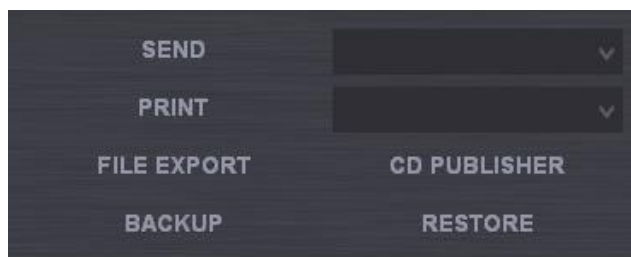 SEND
PRINT
FILE EXPORT CD PUBLISHER
BACKUP RESTORE